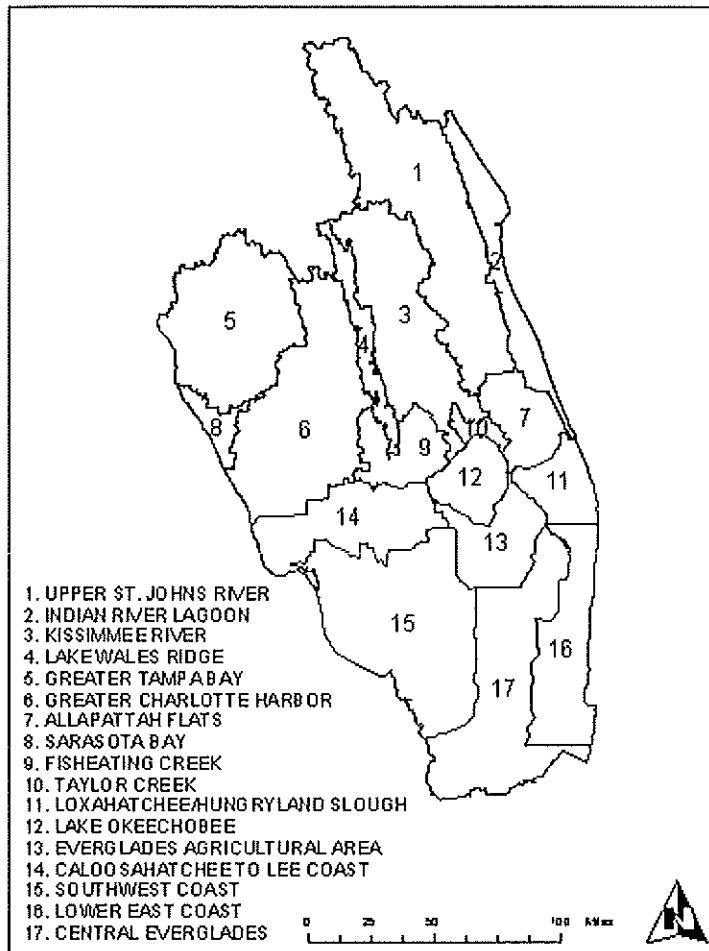 1
2
3
5
4
7
8
6
10
9
12
11
14
13
15
16
17
1. UPPER ST. JOHNS RIVER
2. INDIAN RIVER LAGOON
3. KISSIMMEE RIVER
4. LAKE WALES RIDGE
5. GREATER TAMPA BAY
6. GREATER CHARLOTTE HARBOR
7. ALLAPATTAH FLATS
8. SARASOTA BAY
9. FISHEATING CREEK
10. TAYLOR CREEK
11. LOXAHATCHEE/HUNGRYLAND SLOUGH
12. LAKE OKEECHOBEE
13. EVERGLADES AGRICULTURAL AREA
14. CALOOSAHATCHEE TO LEE COAST
15. SOUTHWEST COAST
16. LOWER EAST COAST
17. CENTRAL EVERGLADES
0 25 50 100 Miles
N